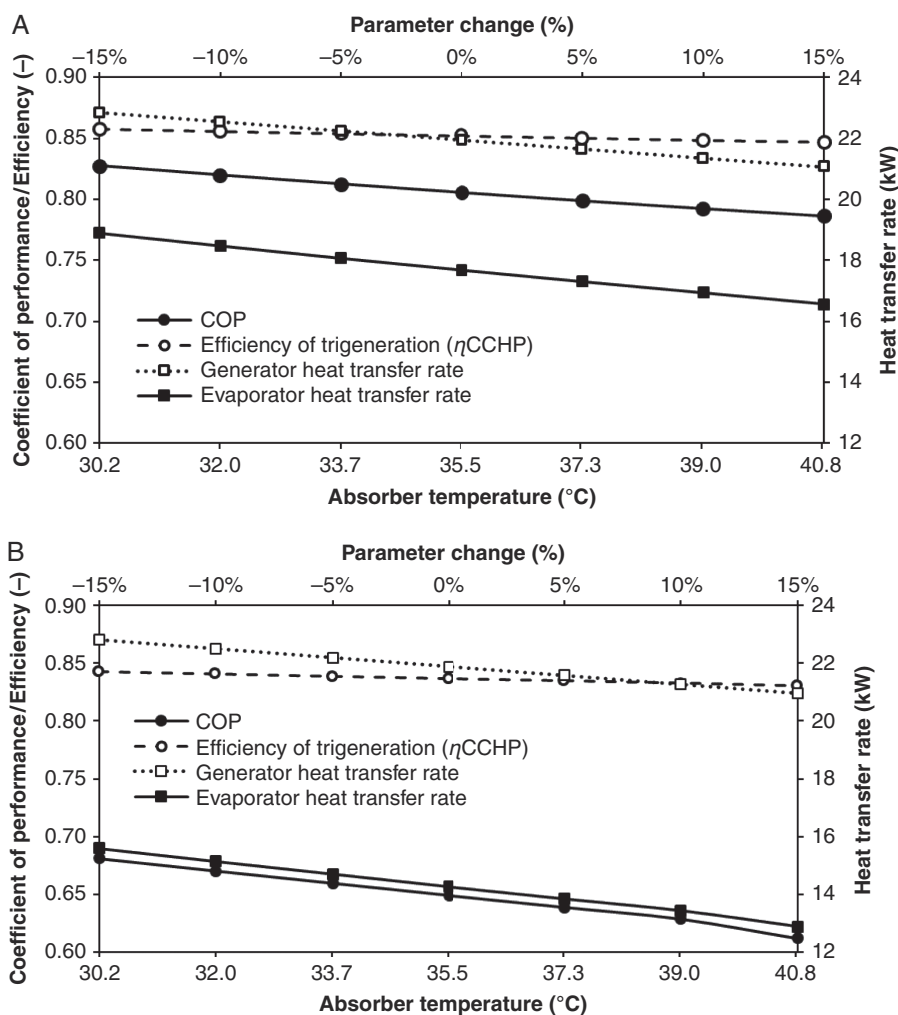 A
Parameter change (%)
–15% –10% –5% 0% 5% 10% 15%
Coefficient of performance/Efficiency (–)
0.90
0.85
0.80
0.75
0.70
0.65
0.60
24
22
20
18
16
14
12
Heat transfer rate (kW)
COP
Efficiency of trigeneration (ηCCHP)
Generator heat transfer rate
Evaporator heat transfer rate
30.2 32.0 33.7 35.5 37.3 39.0 40.8
Absorber temperature (°C)
B
Parameter change (%)
–15% –10% –5% 0% 5% 10% 15%
Coefficient of performance/Efficiency (–)
0.90
0.85
0.80
0.75
0.70
0.65
0.60
24
22
20
18
16
14
12
Heat transfer rate (kW)
COP
Efficiency of trigeneration (ηCCHP)
Generator heat transfer rate
Evaporator heat transfer rate
30.2 32.0 33.7 35.5 37.3 39.0 40.8
Absorber temperature (°C)